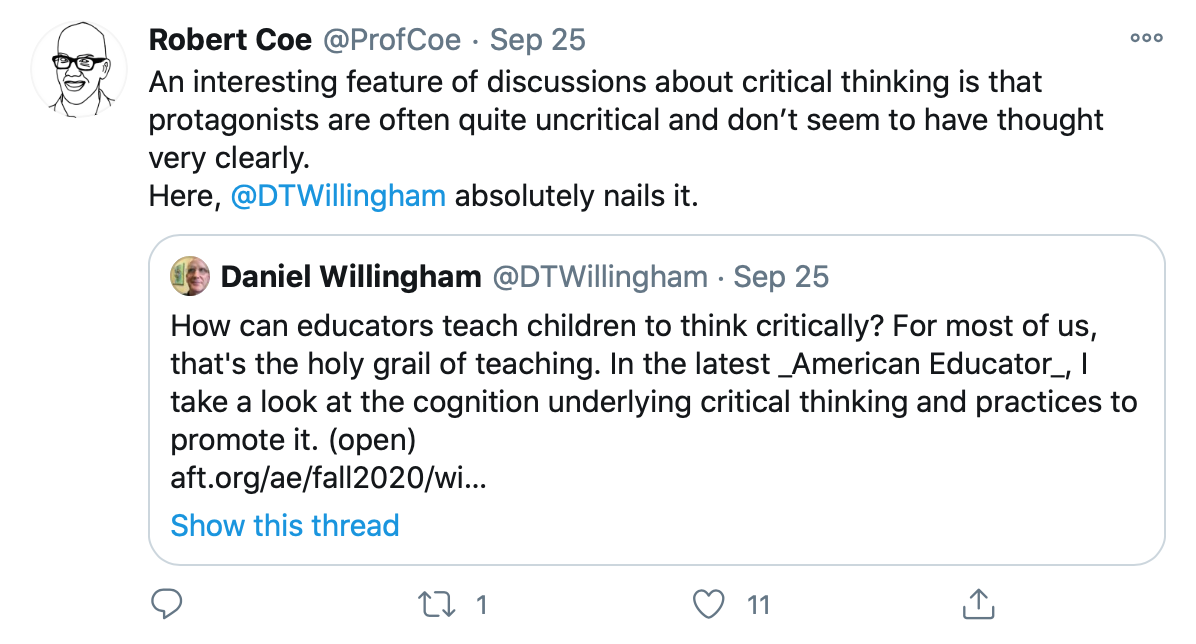 Robert Coe @ProfCoe · Sep 25
An interesting feature of discussions about critical thinking is that
protagonists are often quite uncritical and don’t seem to have thought
very clearly.
Here, @DTWillingham absolutely nails it.
Daniel Willingham @DTWillingham · Sep 25
How can educators teach children to think critically? For most of us,
that's the holy grail of teaching. In the latest _American Educator_, I
take a look at the cognition underlying critical thinking and practices to
promote it. (open)
aft.org/ae/fall2020/wi...
Show this thread
1 11